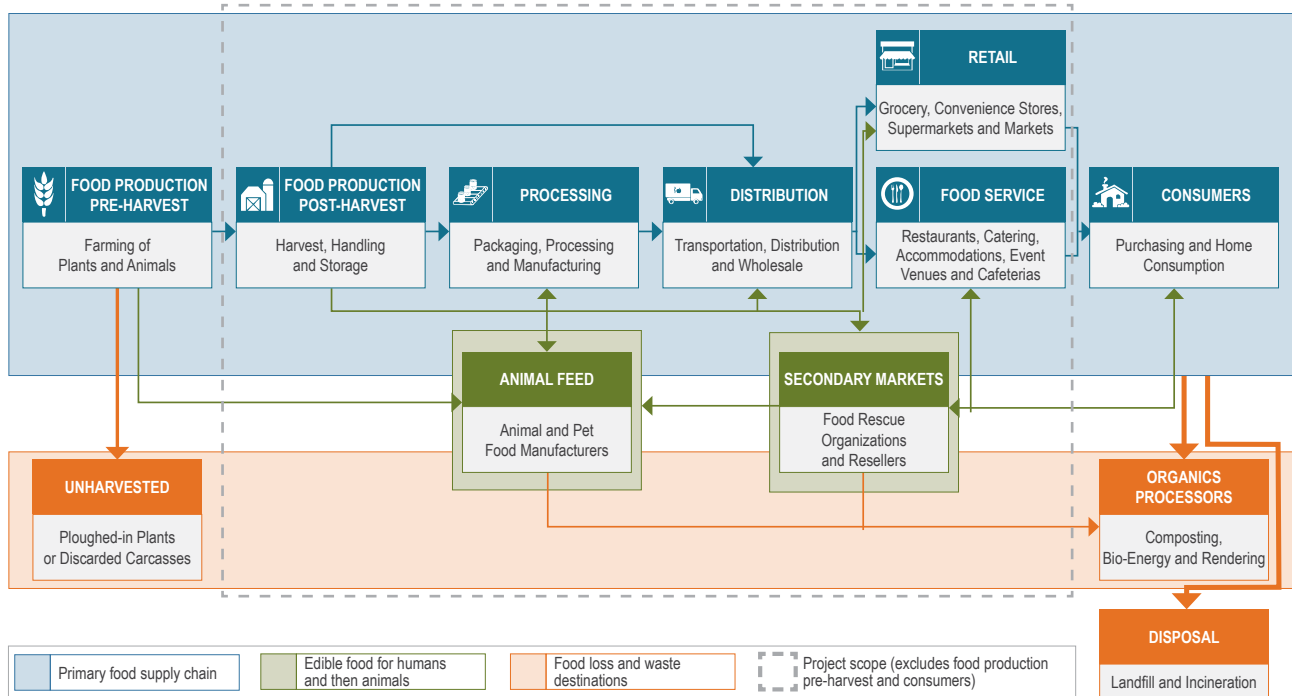 RETAIL
Grocery, Convenience Stores,
Supermarkets and Markets
FOOD PRODUCTION
PRE-HARVEST
Farming of
Plants and Animals
FOOD PRODUCTION
POST-HARVEST
Harvest, Handling
and Storage
PROCESSING
Packaging, Processing
and Manufacturing
DISTRIBUTION
Transportation, Distribution
and Wholesale
FOOD SERVICE
Restaurants, Catering,
Accommodations, Event
Venues and Cafeterias
CONSUMERS
Purchasing and Home
Consumption
ANIMAL FEED
Animal and Pet
Food Manufacturers
SECONDARY MARKETS
Food Rescue
Organizations
and Resellers
UNHARVESTED
Ploughed-in Plants
or Discarded Carcasses
ORGANICS
PROCESSORS
Composting,
Bio-Energy and Rendering
DISPOSAL
Landfill and Incineration
Primary food supply chain
Edible food for humans
and then animals
Food loss and waste
destinations
Project scope (excludes food production
pre-harvest and consumers)